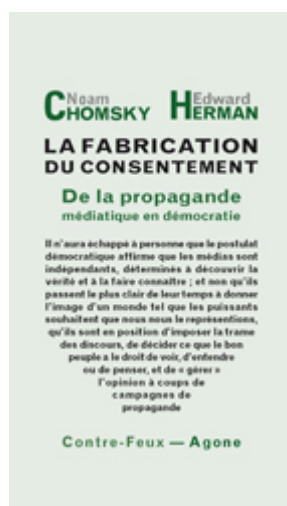 Noam Edward
CHOMSKY HERMAN
LA FABRICATION
DU CONSENTEMENT
De la propagande
médiatique en démocratie
Il n'aura échappé à personne que le postulat
démocratique affirme que les médias sont
indépendants, déterminés à découvrir la
vérité et à la faire connaître ; et non qu'ils
passent le plus clair de leur temps à donner
l'image d'un monde tel que les puissants
souhaitent que nous nous le représentions,
qu'ils sont en position d'imposer la trame
des discours, de décider ce que le bon
peuple a le droit de voir, d'entendre
ou de penser, et de « gérer »
l'opinion à coups de
campagnes de
propagande
Contre-Feux — Agone